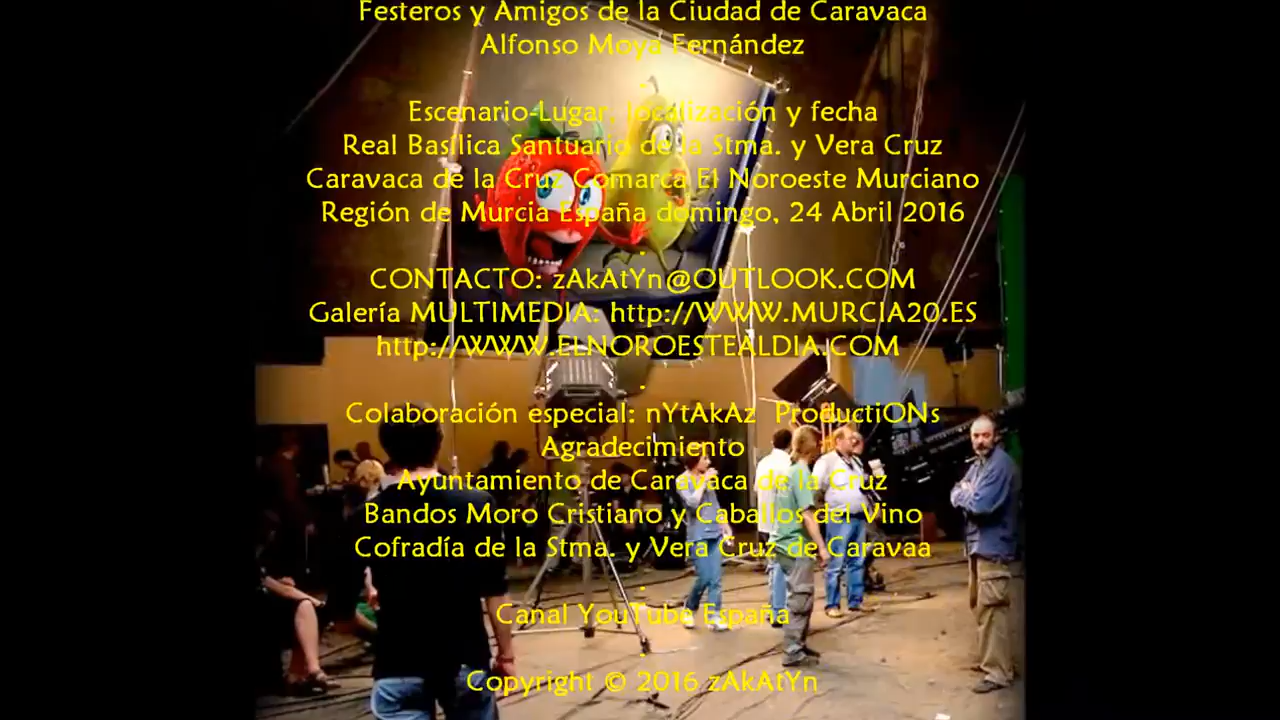 Festeros y Amigos de la Ciudad de Caravaca
Alfonso Moya Fernández
.
Escenario-Lugar, localización y fecha
Real Basílica Santuario de la Stma. y Vera Cruz
Caravaca de la Cruz Comarca El Noroeste Murciano
Región de Murcia España domingo, 24 Abril 2016
.
CONTACTO: zAkAtYn@OUTLOOK.COM
Galería MULTIMEDIA: http://WWW.MURCIA20.ES
http://WWW.ELNOROESTEALDIA.COM
.
Colaboración especial: nYtAkAz ProductiONs
Agradecimiento
Ayuntamiento de Caravaca de la Cruz
Bandos Moro Cristiano y Caballos del Vino
Cofradía de la Stma. y Vera Cruz de Caravaa
.
Canal YouTube España
.
Copyright © 2016 zAkAtYn